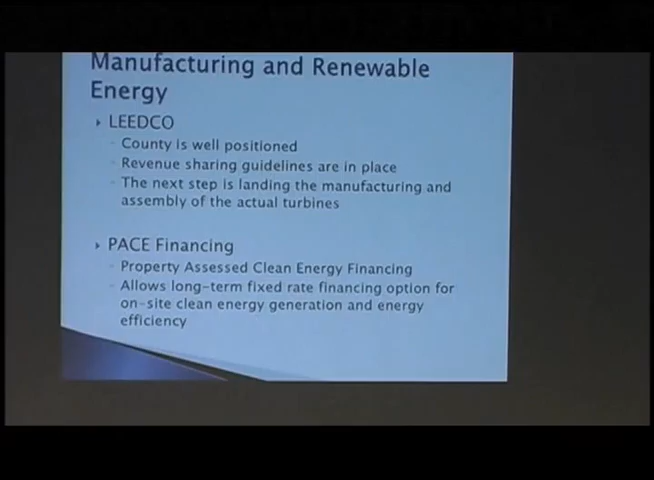 Manufacturing and Renewable
Energy
LEEDCO
County is well positioned
Revenue sharing guidelines are in place
The next step is landing the manufacturing and
assembly of the actual turbines
PACE Financing
Property Assessed Clean Energy Financing
Allows long-term fixed rate financing option for
on-site clean energy generation and energy
efficiency